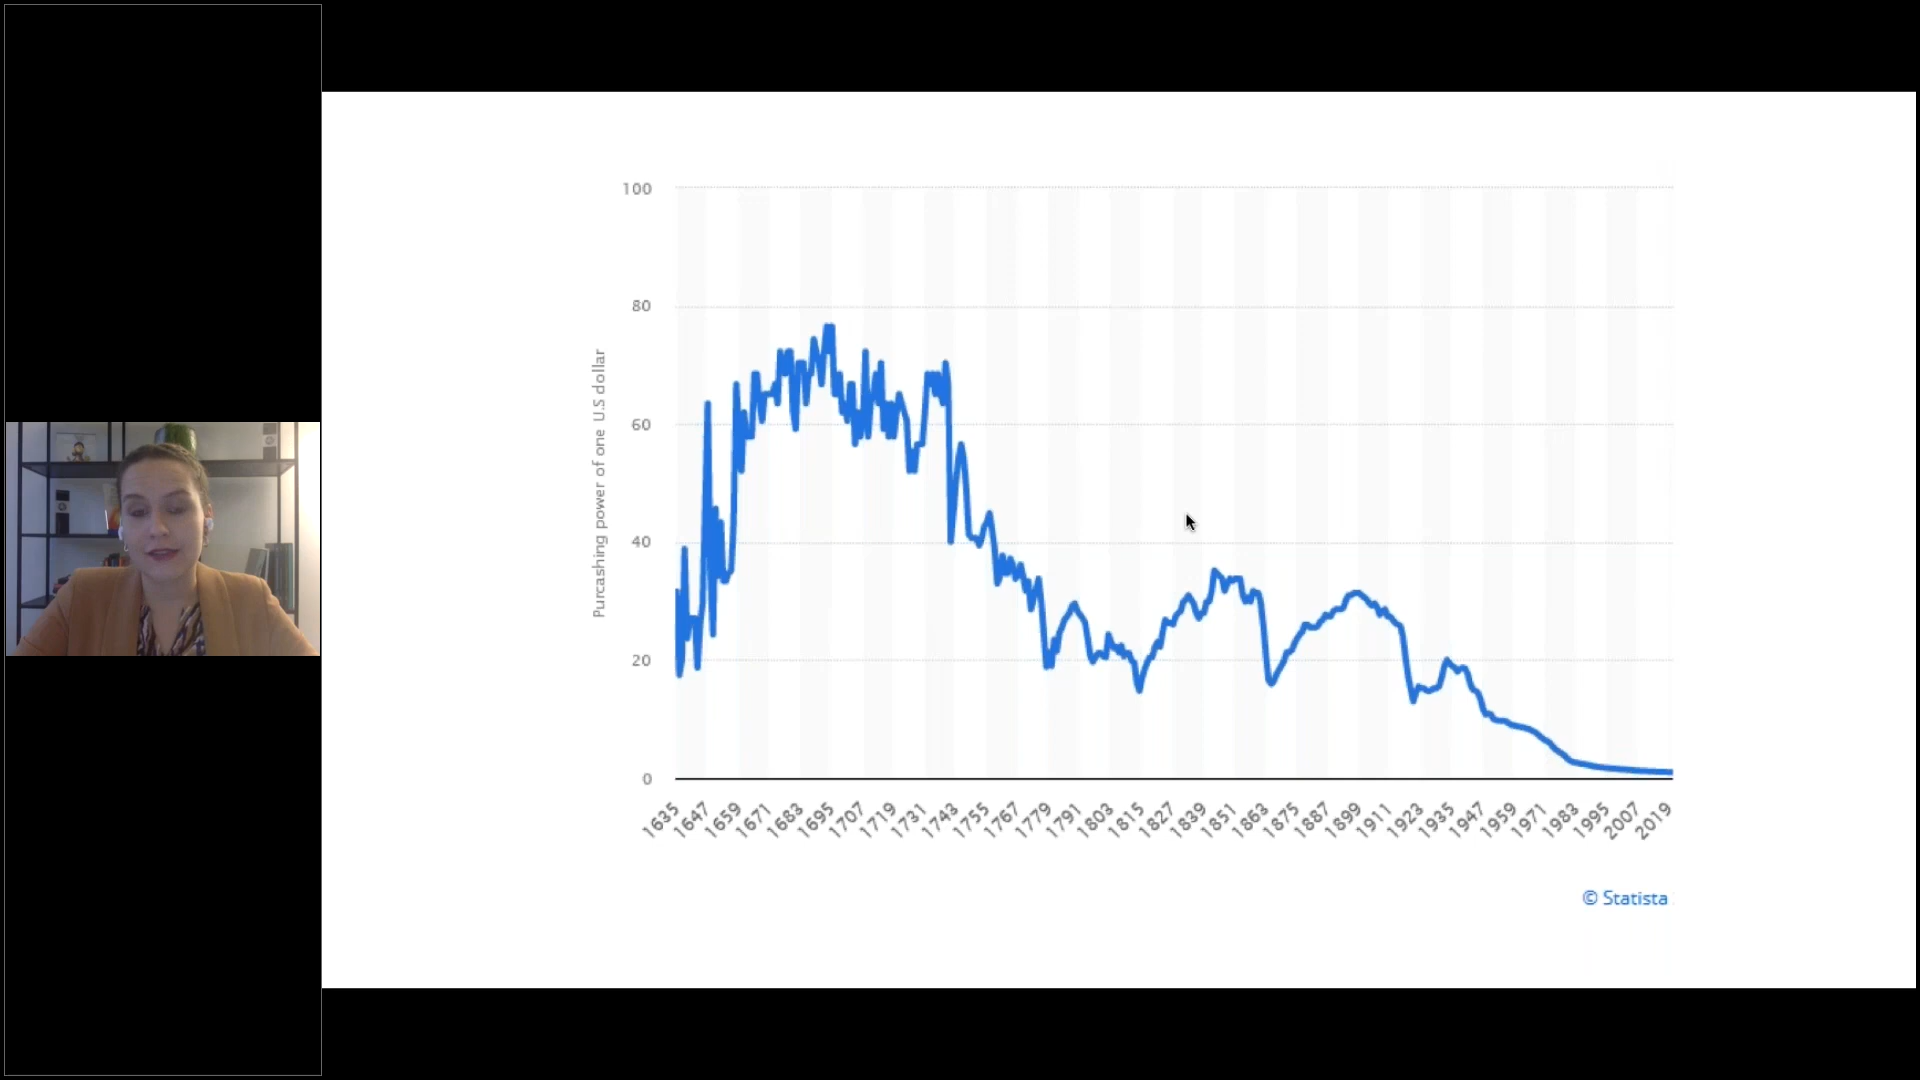 100
80
60
40
20
0
Purcashing power of one U.S dollar
1635 1647 1659 1671 1683 1695 1707 1719 1731 1743 1755 1767 1779 1791 1803 1815 1827 1839 1851 1863 1875 1887 1899 1911 1923 1935 1947 1959 1971 1983 1995 2007 2019
© Statista